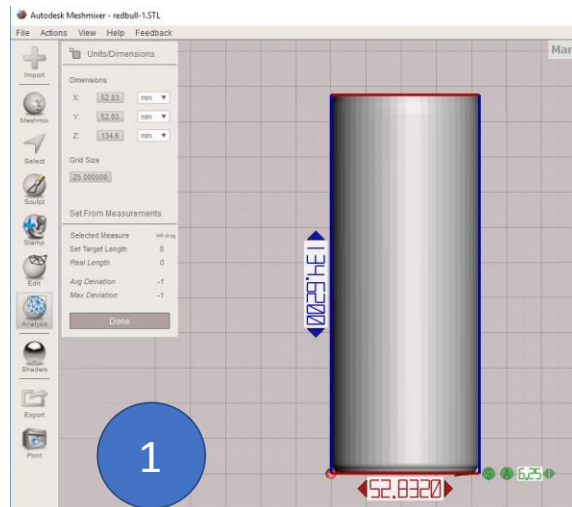 Autodesk Meshmixer - redbull-1.STL
File Actions View Help Feedback
Import
Meshmix
Select
Sculpt
Stamp
Edit
Analysis
Shaders
Export
Print
Units/Dimensions
Dimensions
X: 52.83 mm
Y: 52.83 mm
Z: 134.6 mm
Grid Size
25.000000
Set From Measurements
Selected Measure left-drag
Set Target Length 0
Real Length 0
Avg Deviation -1
Max Deviation -1
Done
134.6200
52.8320
S A 6.25
1